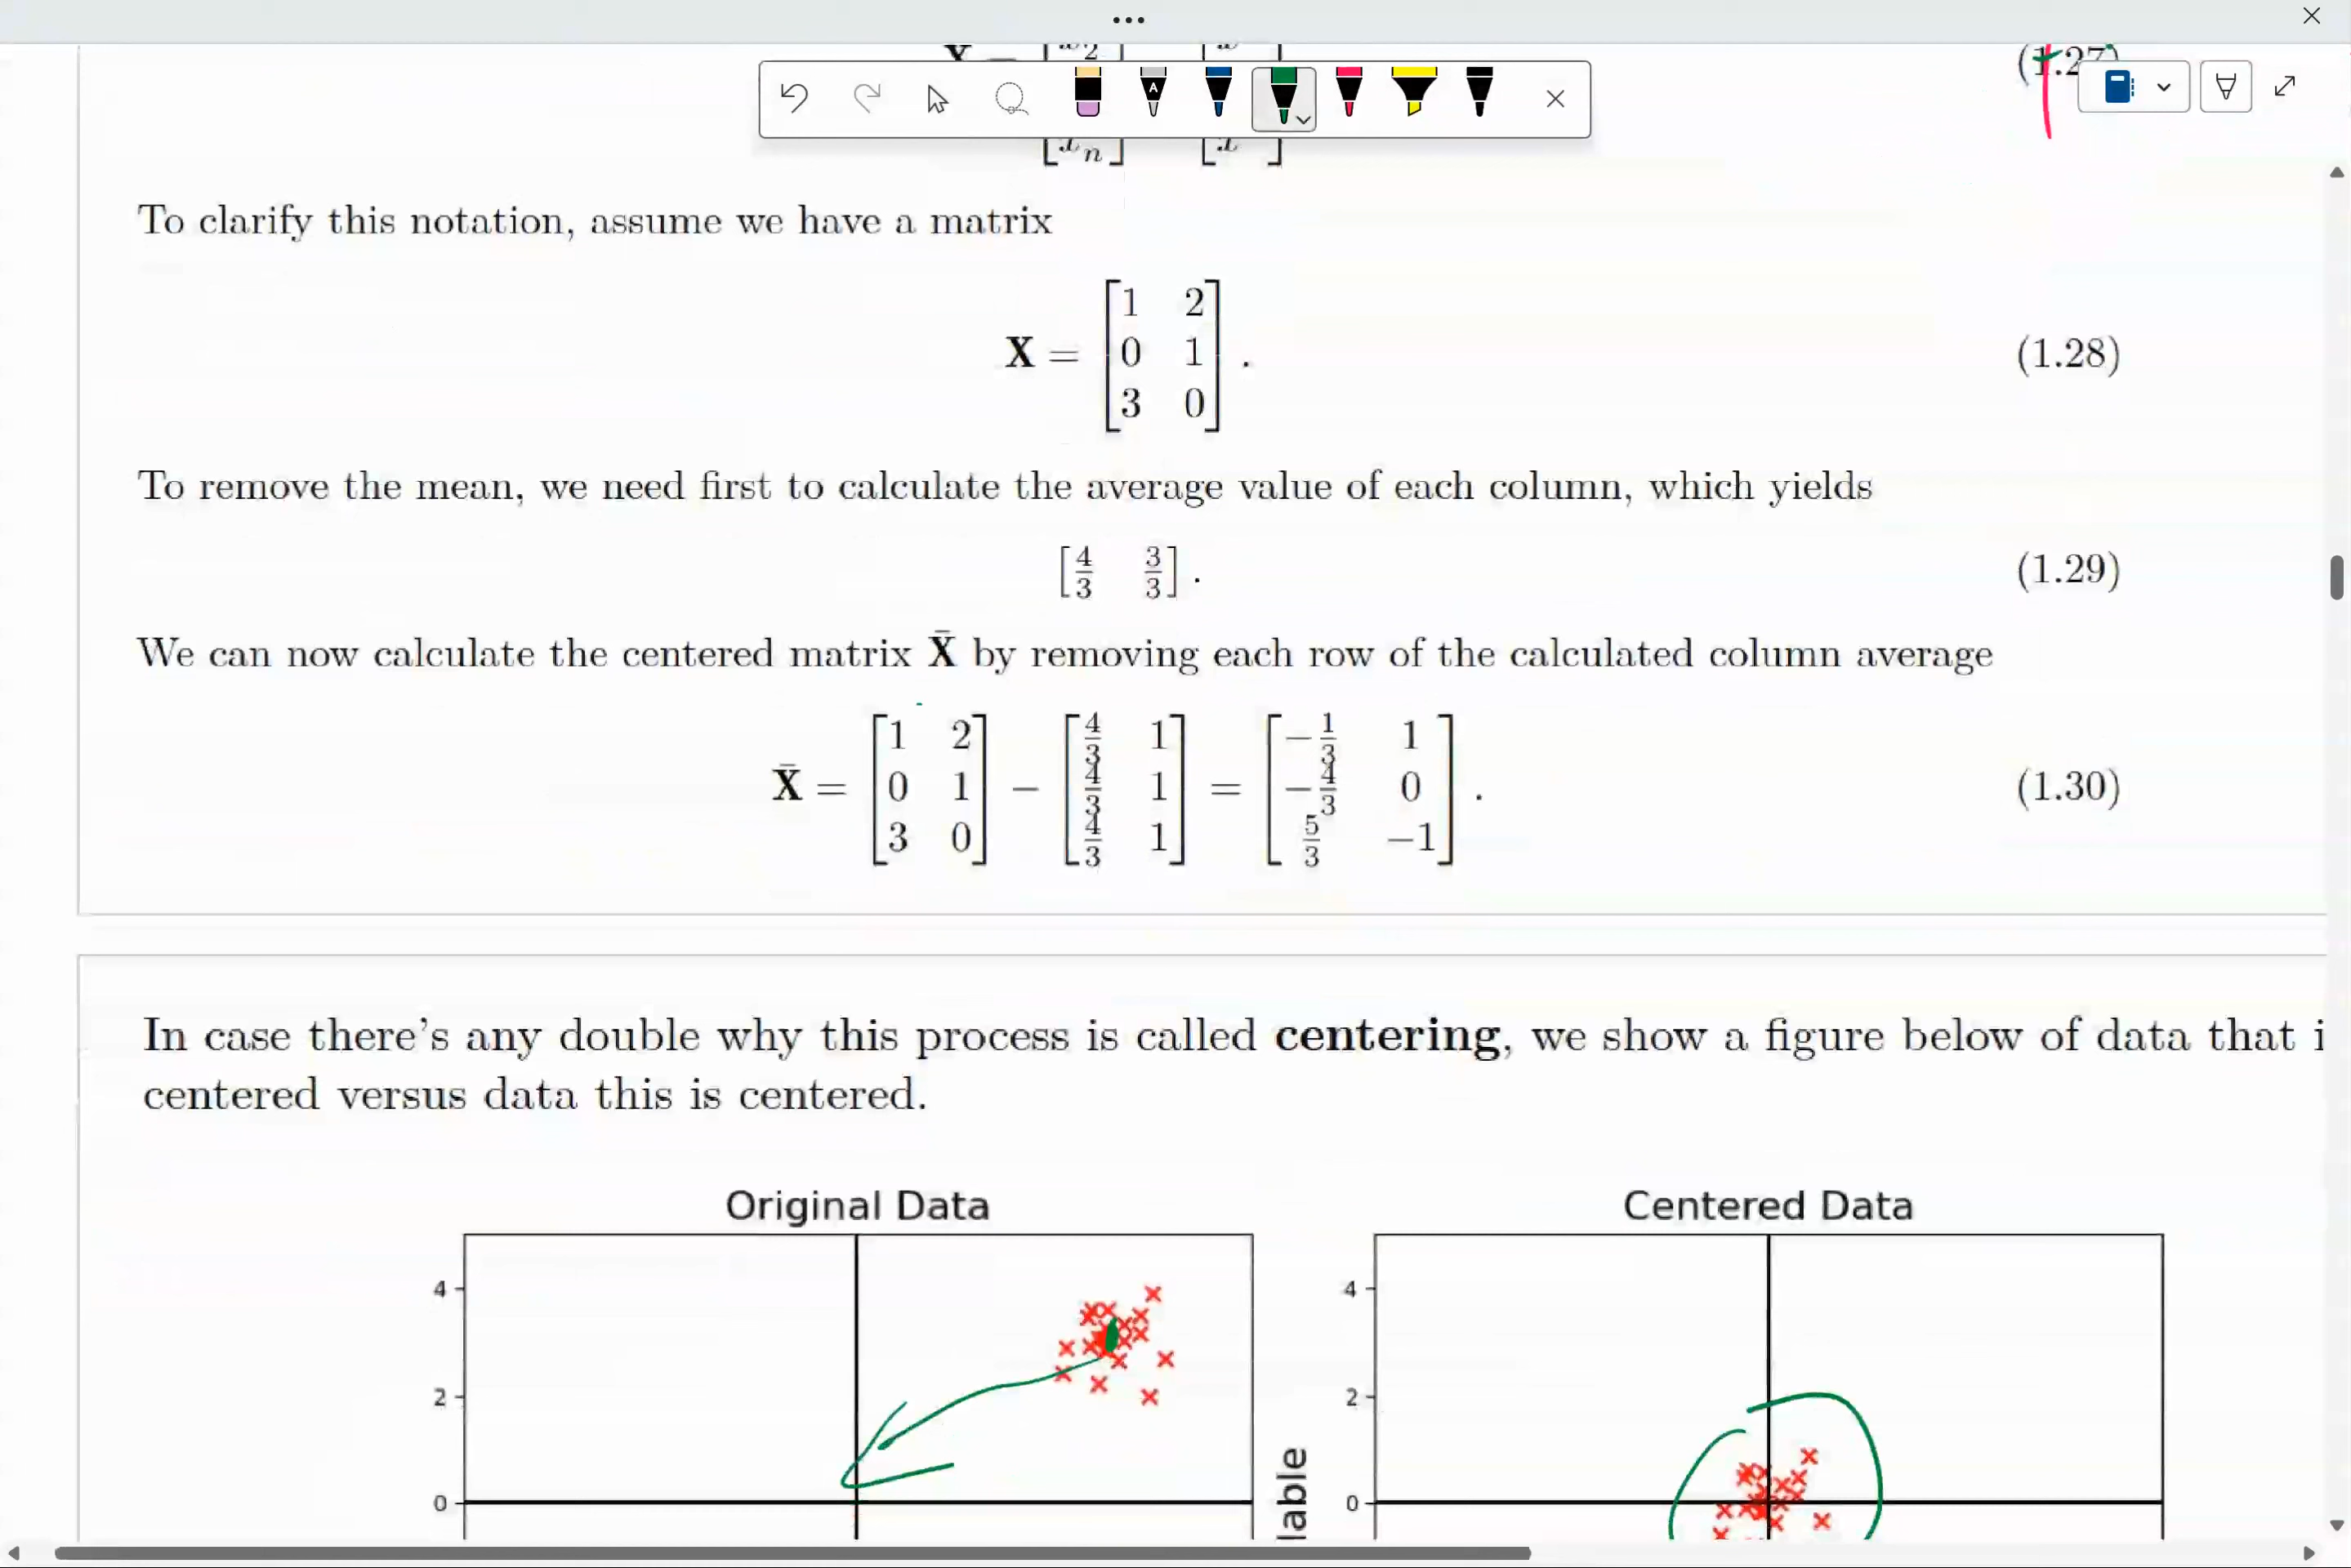 (1.27)
x_n x
To clarify this notation, assume we have a matrix
X = [1 2
0 1
3 0] . (1.28)
To remove the mean, we need first to calculate the average value of each column, which yields
[4/3 3/3] . (1.29)
We can now calculate the centered matrix X̄ by removing each row of the calculated column average
X̄ = [1 2
0 1
3 0] − [4/3 1
4/3 1
4/3 1] = [−1/3 1
−4/3 0
5/3 −1] . (1.30)
In case there's any double why this process is called centering, we show a figure below of data that i
centered versus data this is centered.
Original Data
4
2
0
Centered Data
4
2
0
lable